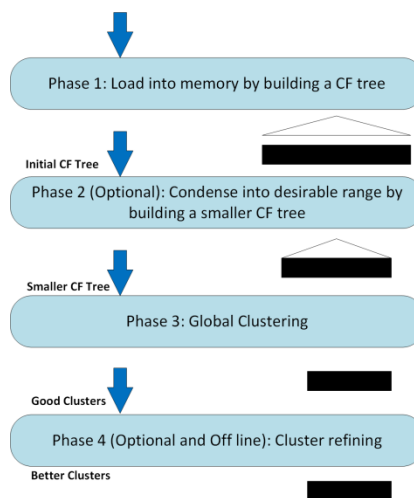 Phase 1: Load into memory by building a CF tree
Initial CF Tree
Phase 2 (Optional): Condense into desirable range by
building a smaller CF tree
Smaller CF Tree
Phase 3: Global Clustering
Good Clusters
Phase 4 (Optional and Off line): Cluster refining
Better Clusters